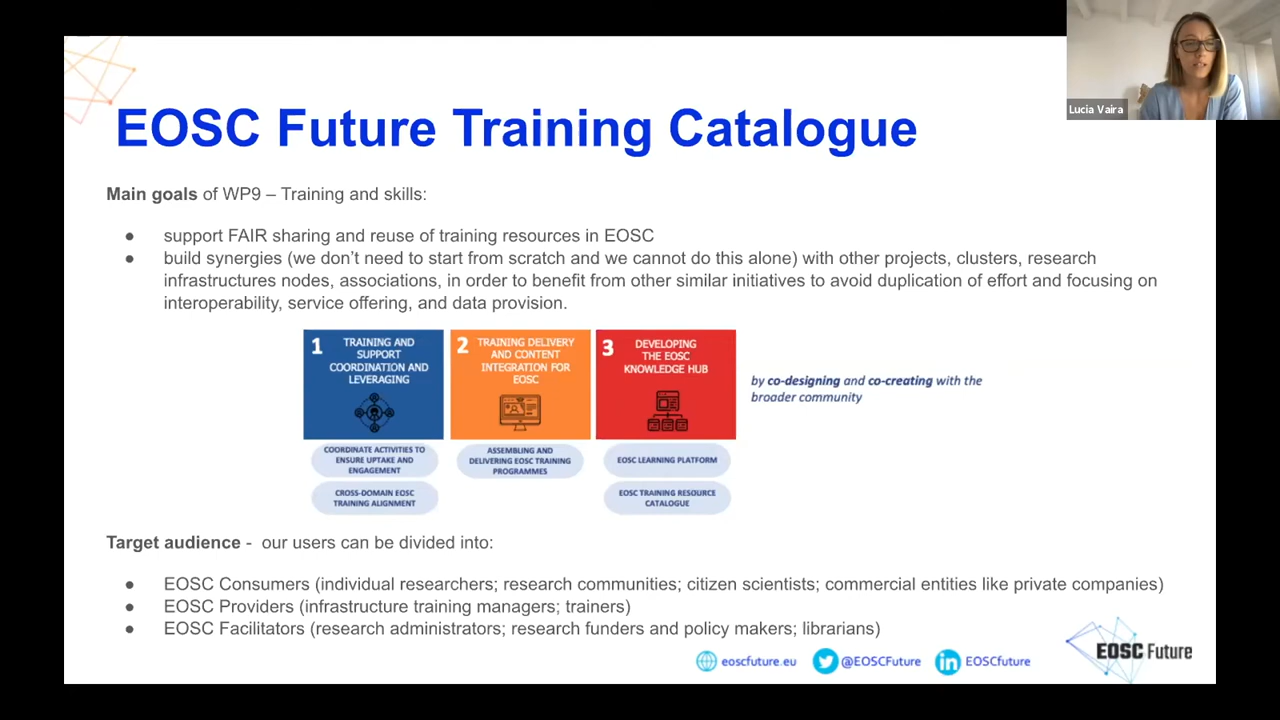 Lucia Vaira
EOSC Future Training Catalogue
Main goals of WP9 – Training and skills:
● support FAIR sharing and reuse of training resources in EOSC
● build synergies (we don’t need to start from scratch and we cannot do this alone) with other projects, clusters, research
infrastructures nodes, associations, in order to benefit from other similar initiatives to avoid duplication of effort and focusing on
interoperability, service offering, and data provision.
1 TRAINING AND
SUPPORT
COORDINATION AND
LEVERAGING
COORDINATE ACTIVITIES TO
ENSURE UPTAKE AND
ENGAGEMENT
CROSS-DOMAIN EOSC
TRAINING ALIGNMENT
2 TRAINING DELIVERY
AND CONTENT
INTEGRATION FOR
EOSC
ASSEMBLING AND
DELIVERING EOSC TRAINING
PROGRAMMES
3 DEVELOPING
THE EOSC
KNOWLEDGE HUB
EOSC LEARNING PLATFORM
EOSC TRAINING RESOURCE
CATALOGUE
by co-designing and co-creating with the
broader community
Target audience - our users can be divided into:
● EOSC Consumers (individual researchers; research communities; citizen scientists; commercial entities like private companies)
● EOSC Providers (infrastructure training managers; trainers)
● EOSC Facilitators (research administrators; research funders and policy makers; librarians)
eoscfuture.eu
@EOSCFuture
EOSCfuture
EOSC Future